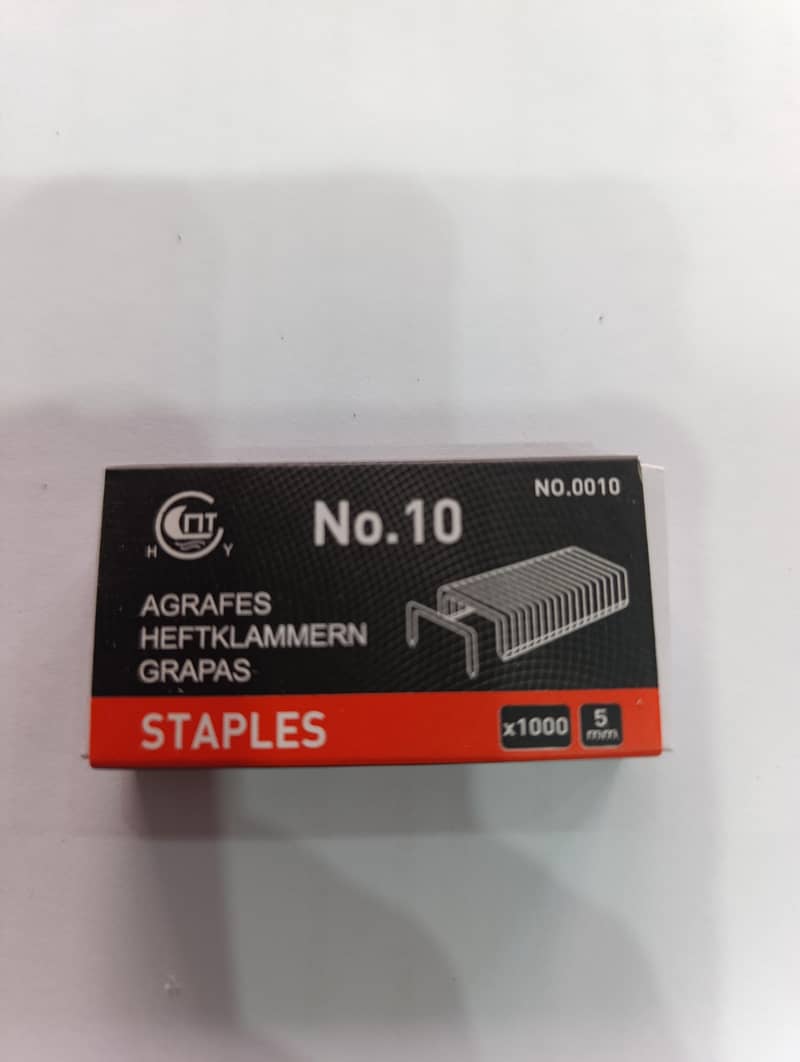 NO.0010
No.10
H Y
AGRAFES
HEFTKLAMMERN
GRAPAS
STAPLES
x1000
5
mm